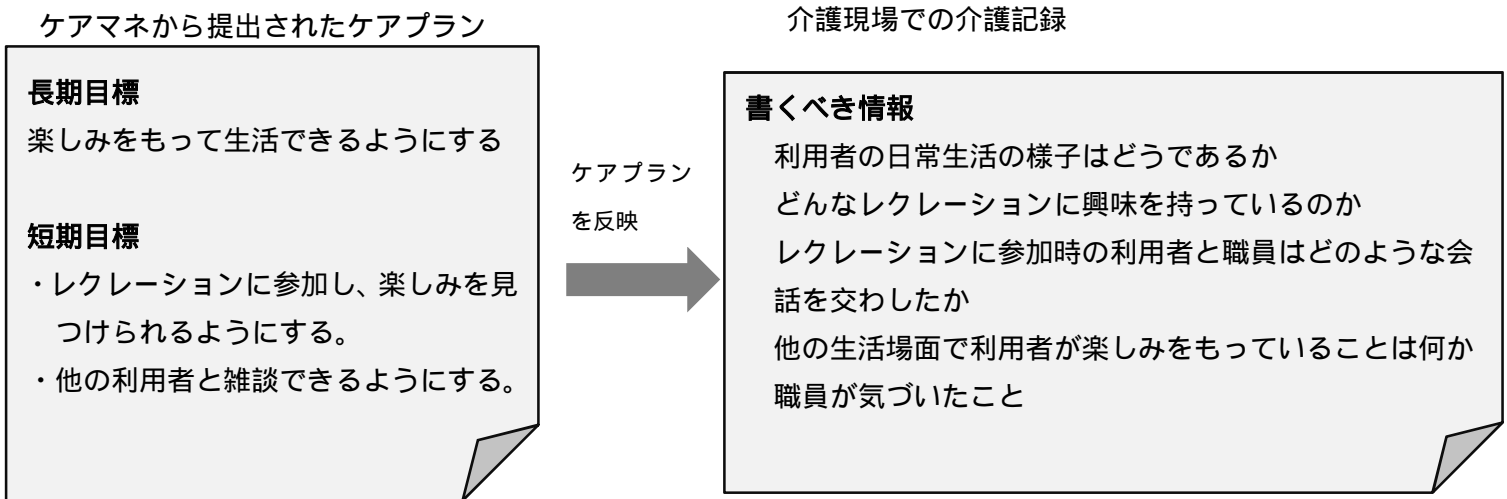 ケアマネから提出されたケアプラン
長期目標
楽しみをもって生活できるようにする
短期目標
・レクレーションに参加し、楽しみを見
つけられるようにする。
・他の利用者と雑談できるようにする。
ケアプラン
を反映
介護現場での介護記録
書くべき情報
利用者の日常生活の様子はどうであるか
どんなレクレーションに興味を持っているのか
レクレーションに参加時の利用者と職員はどのような会
話を交わしたか
他の生活場面で利用者が楽しみをもっていることは何か
職員が気づいたこと